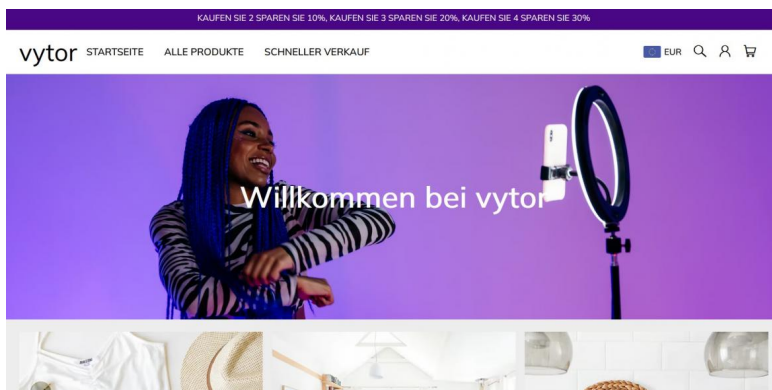 KAUFEN SIE 2 SPAREN SIE 10%, KAUFEN SIE 3 SPAREN SIE 20%, KAUFEN SIE 4 SPAREN SIE 30%
vytor STARTSEITE ALLE PRODUKTE SCHNELLER VERKAUF EUR
Willkommen bei vytor